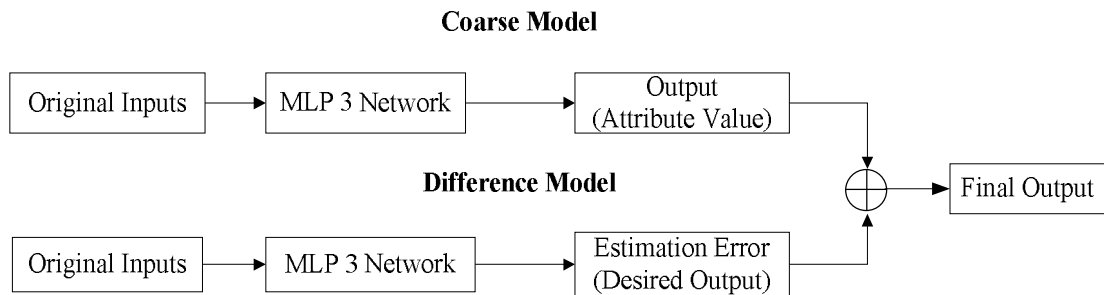 Coarse Model
Original Inputs
MLP 3 Network
Output
(Attribute Value)
Difference Model
Final Output
Original Inputs
MLP 3 Network
Estimation Error
(Desired Output)